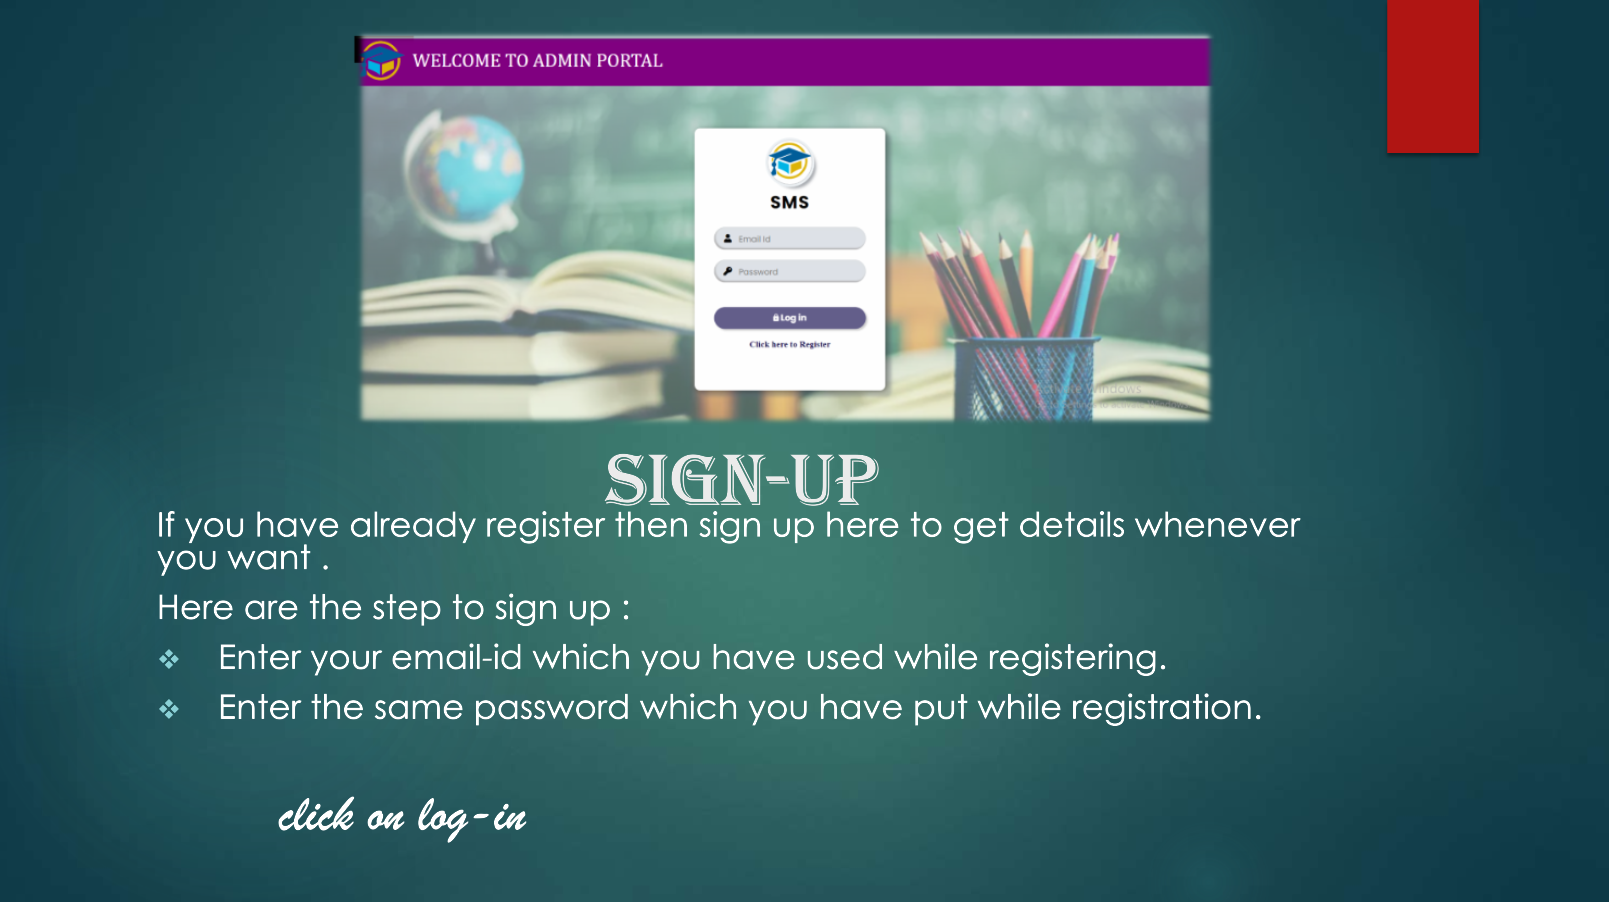 WELCOME TO ADMIN PORTAL
SMS
Email Id
Password
Log in
Click here to Register
SIGN-UP
If you have already register then sign up here to get details whenever
you want .
Here are the step to sign up :
❖ Enter your email-id which you have used while registering.
❖ Enter the same password which you have put while registration.
click on log-in